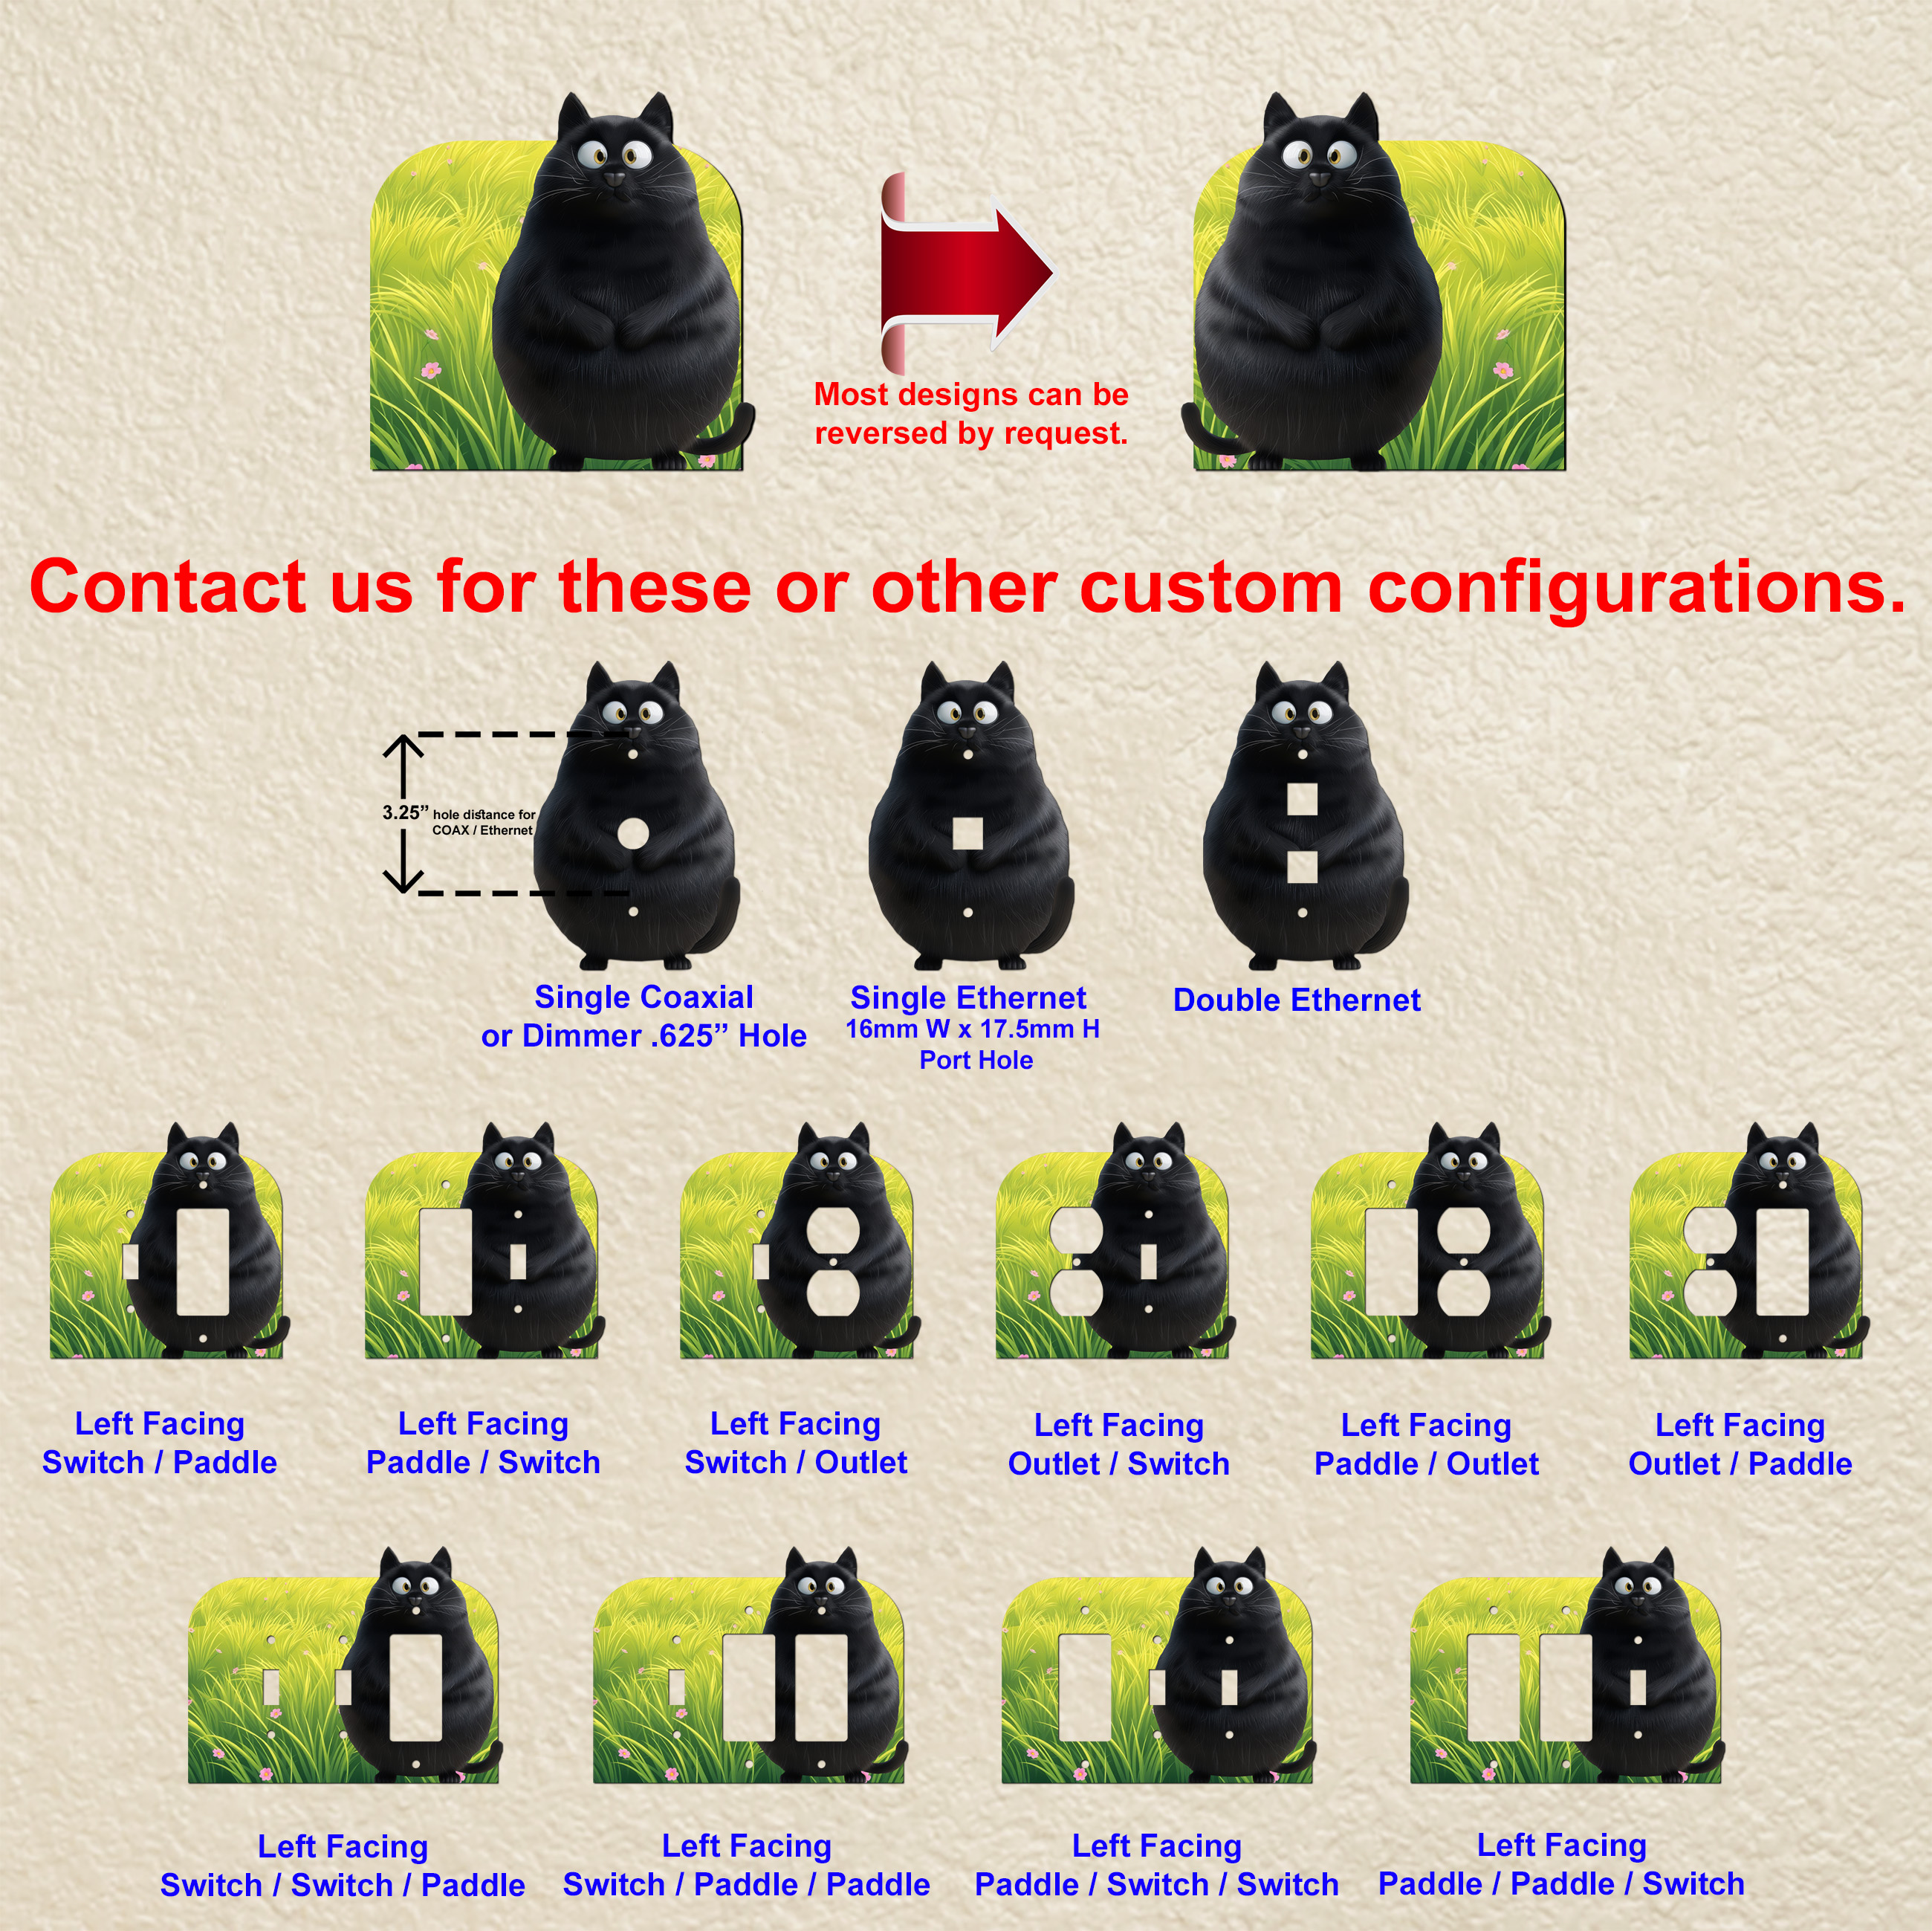 Most designs can be
reversed by request.
Contact us for these or other custom configurations.
3.25” hole distance for
COAX / Ethernet
Single Coaxial
or Dimmer .625” Hole
Single Ethernet
16mm W x 17.5mm H
Port Hole
Double Ethernet
Left Facing
Switch / Paddle
Left Facing
Paddle / Switch
Left Facing
Switch / Outlet
Left Facing
Outlet / Switch
Left Facing
Paddle / Outlet
Left Facing
Outlet / Paddle
Left Facing
Switch / Switch / Paddle
Left Facing
Switch / Paddle / Paddle
Left Facing
Paddle / Switch / Switch
Left Facing
Paddle / Paddle / Switch